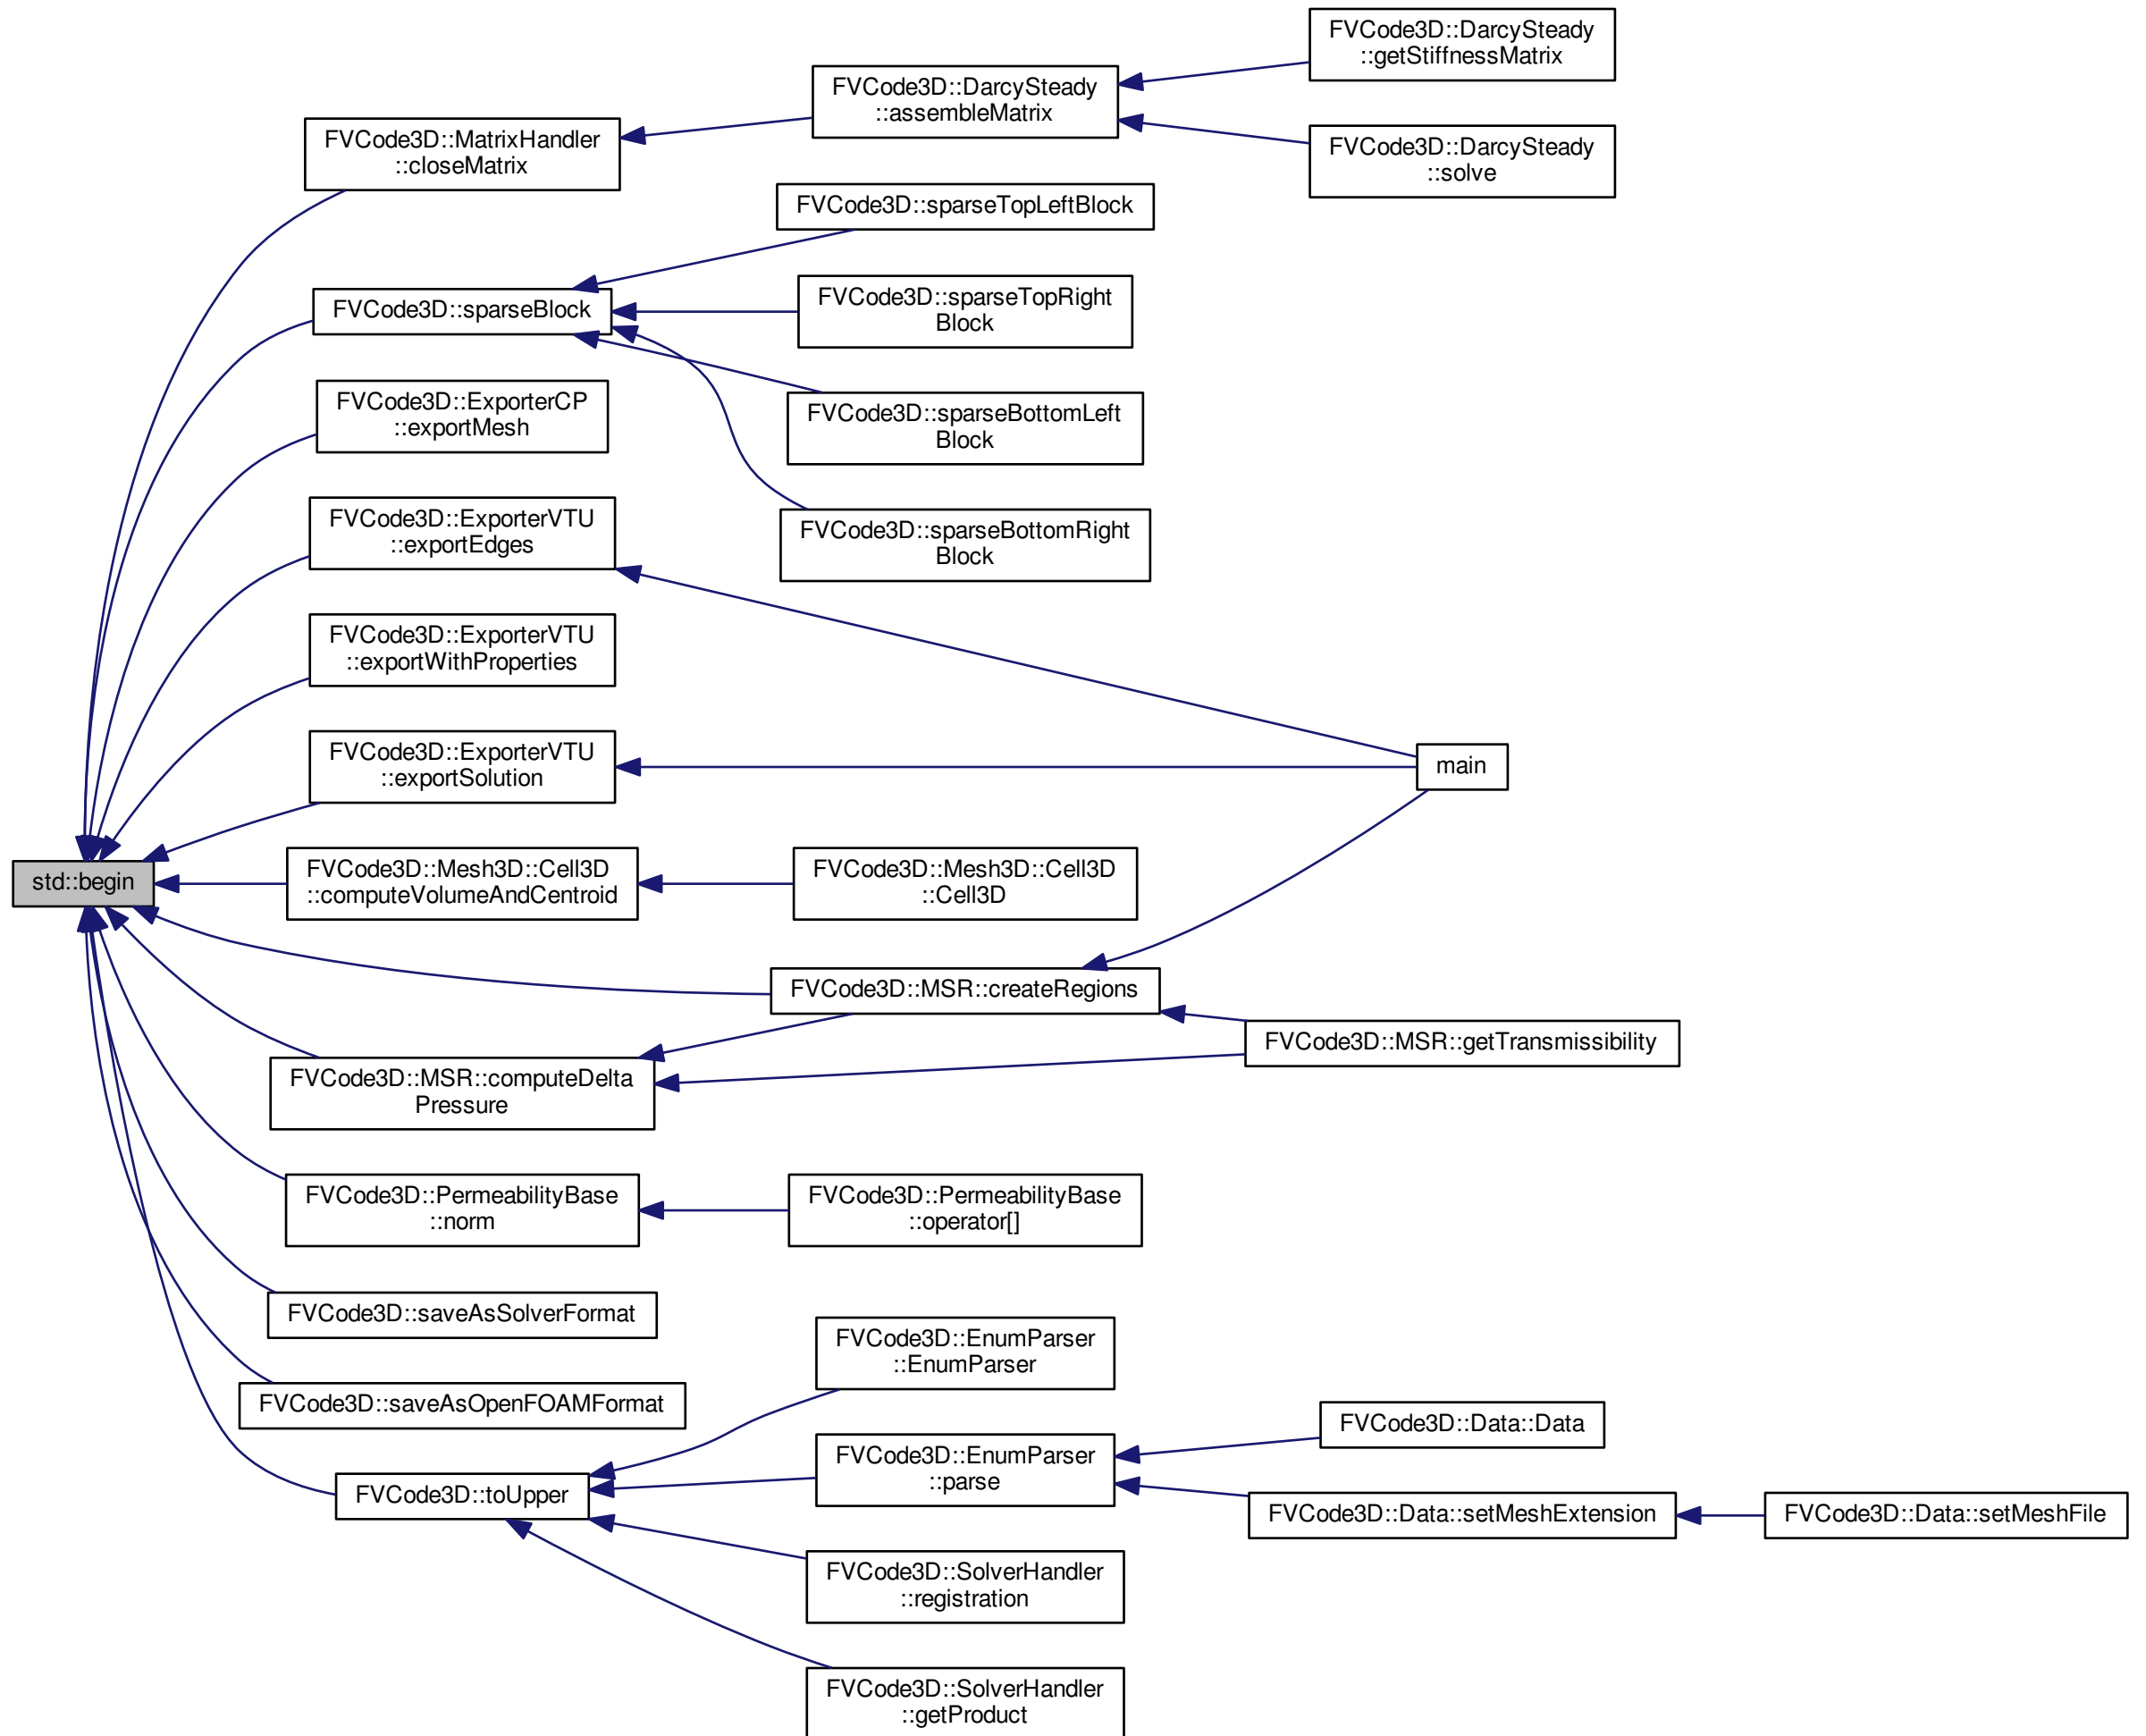 FVCode3D::DarcySteady
::getStiffnessMatrix
FVCode3D::DarcySteady
::assembleMatrix
FVCode3D::MatrixHandler
::closeMatrix
FVCode3D::DarcySteady
::solve
FVCode3D::sparseTopLeftBlock
FVCode3D::sparseBlock
FVCode3D::sparseTopRight
Block
FVCode3D::ExporterCP
::exportMesh
FVCode3D::sparseBottomLeft
Block
FVCode3D::ExporterVTU
::exportEdges
FVCode3D::sparseBottomRight
Block
FVCode3D::ExporterVTU
::exportWithProperties
FVCode3D::ExporterVTU
::exportSolution
main
std::begin
FVCode3D::Mesh3D::Cell3D
::computeVolumeAndCentroid
FVCode3D::Mesh3D::Cell3D
::Cell3D
FVCode3D::MSR::createRegions
FVCode3D::MSR::getTransmissibility
FVCode3D::MSR::computeDelta
Pressure
FVCode3D::PermeabilityBase
::norm
FVCode3D::PermeabilityBase
::operator[]
FVCode3D::saveAsSolverFormat
FVCode3D::EnumParser
::EnumParser
FVCode3D::saveAsOpenFOAMFormat
FVCode3D::Data::Data
FVCode3D::EnumParser
::parse
FVCode3D::toUpper
FVCode3D::Data::setMeshExtension
FVCode3D::Data::setMeshFile
FVCode3D::SolverHandler
::registration
FVCode3D::SolverHandler
::getProduct